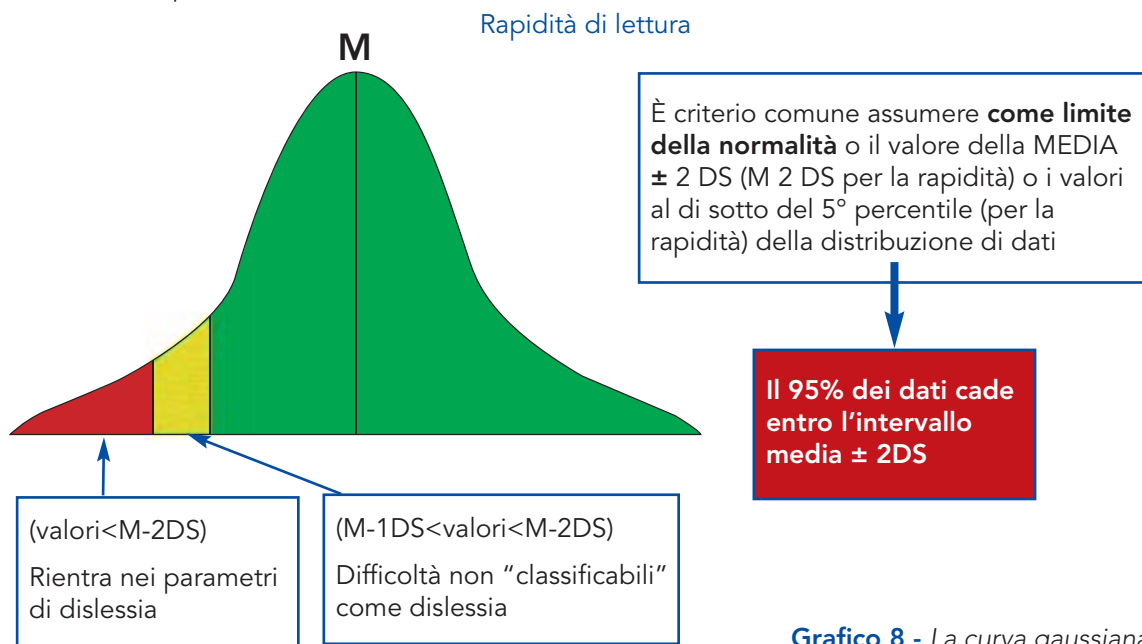 Rapidità di lettura
M
È criterio comune assumere come limite
della normalità o il valore della MEDIA
± 2 DS (M 2 DS per la rapidità) o i valori
al di sotto del 5° percentile (per la
rapidità) della distribuzione di dati
Il 95% dei dati cade
entro l'intervallo
media ± 2DS
(valori<M-2DS)
Rientra nei parametri
di dislessia
(M-1DS<valori<M-2DS)
Difficoltà non "classificabili"
come dislessia
Grafico 8 - La curva gaussiana